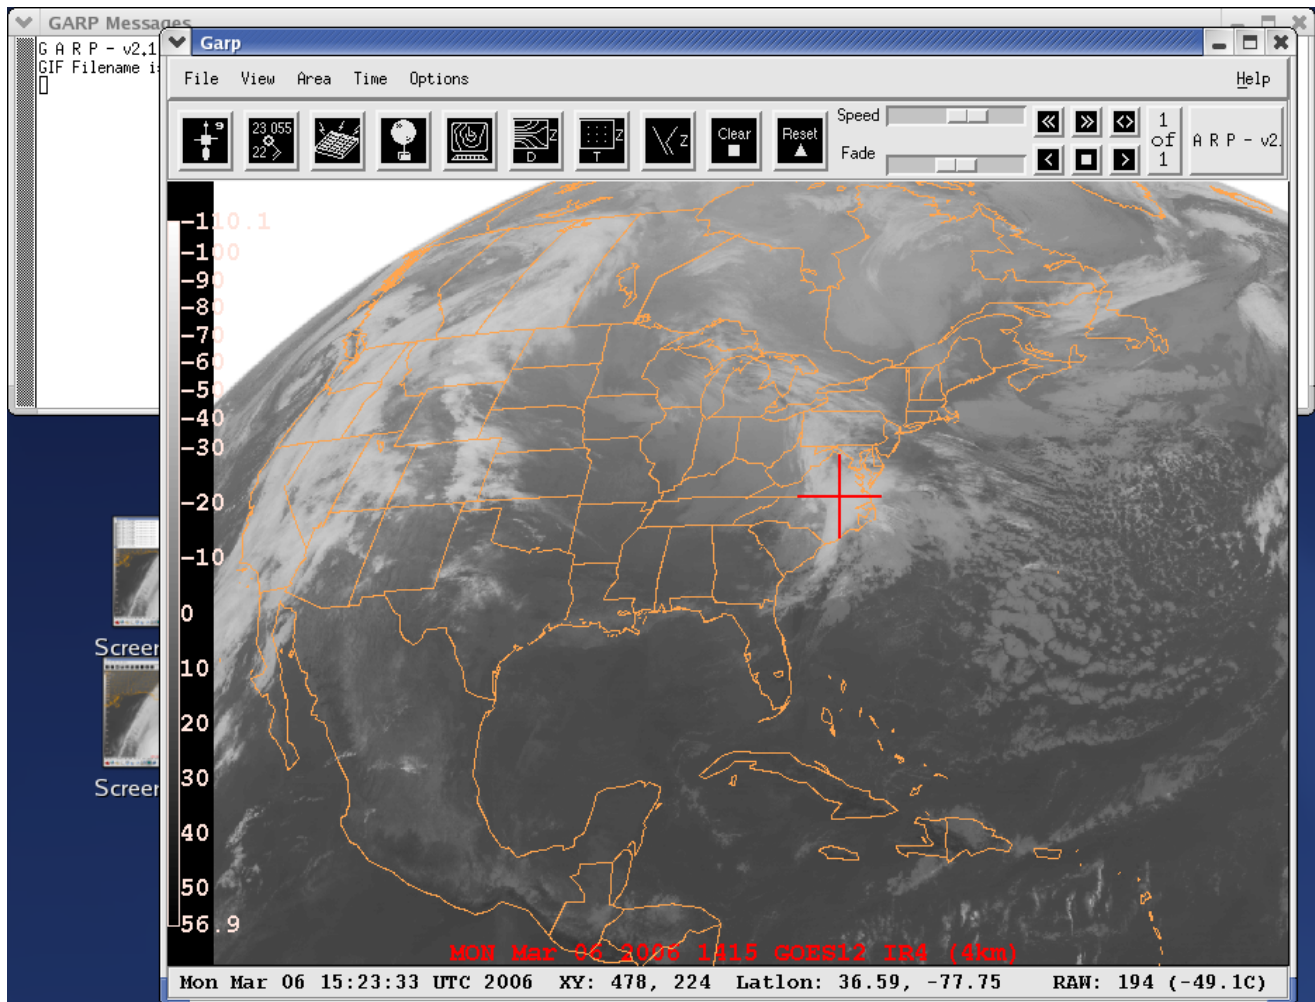 GARP Messages
G A R P - v2.1
GIF Filename is
Garp
File View Area Time Options Help
9
23 055
22
Z
D
Z
T
Z
Clear
Reset
Speed
Fade
1
of
1
A R P - v2.
-110.1
-100
-90
-80
-70
-60
-50
-40
-30
-20
-10
0
10
20
30
40
50
56.9
Screen
Screen
MON Mar 06 2006 1415 GOES12 IR4 (4km)
Mon Mar 06 15:23:33 UTC 2006 XY: 478, 224 Latlon: 36.59, -77.75 RAW: 194 (-49.1C)